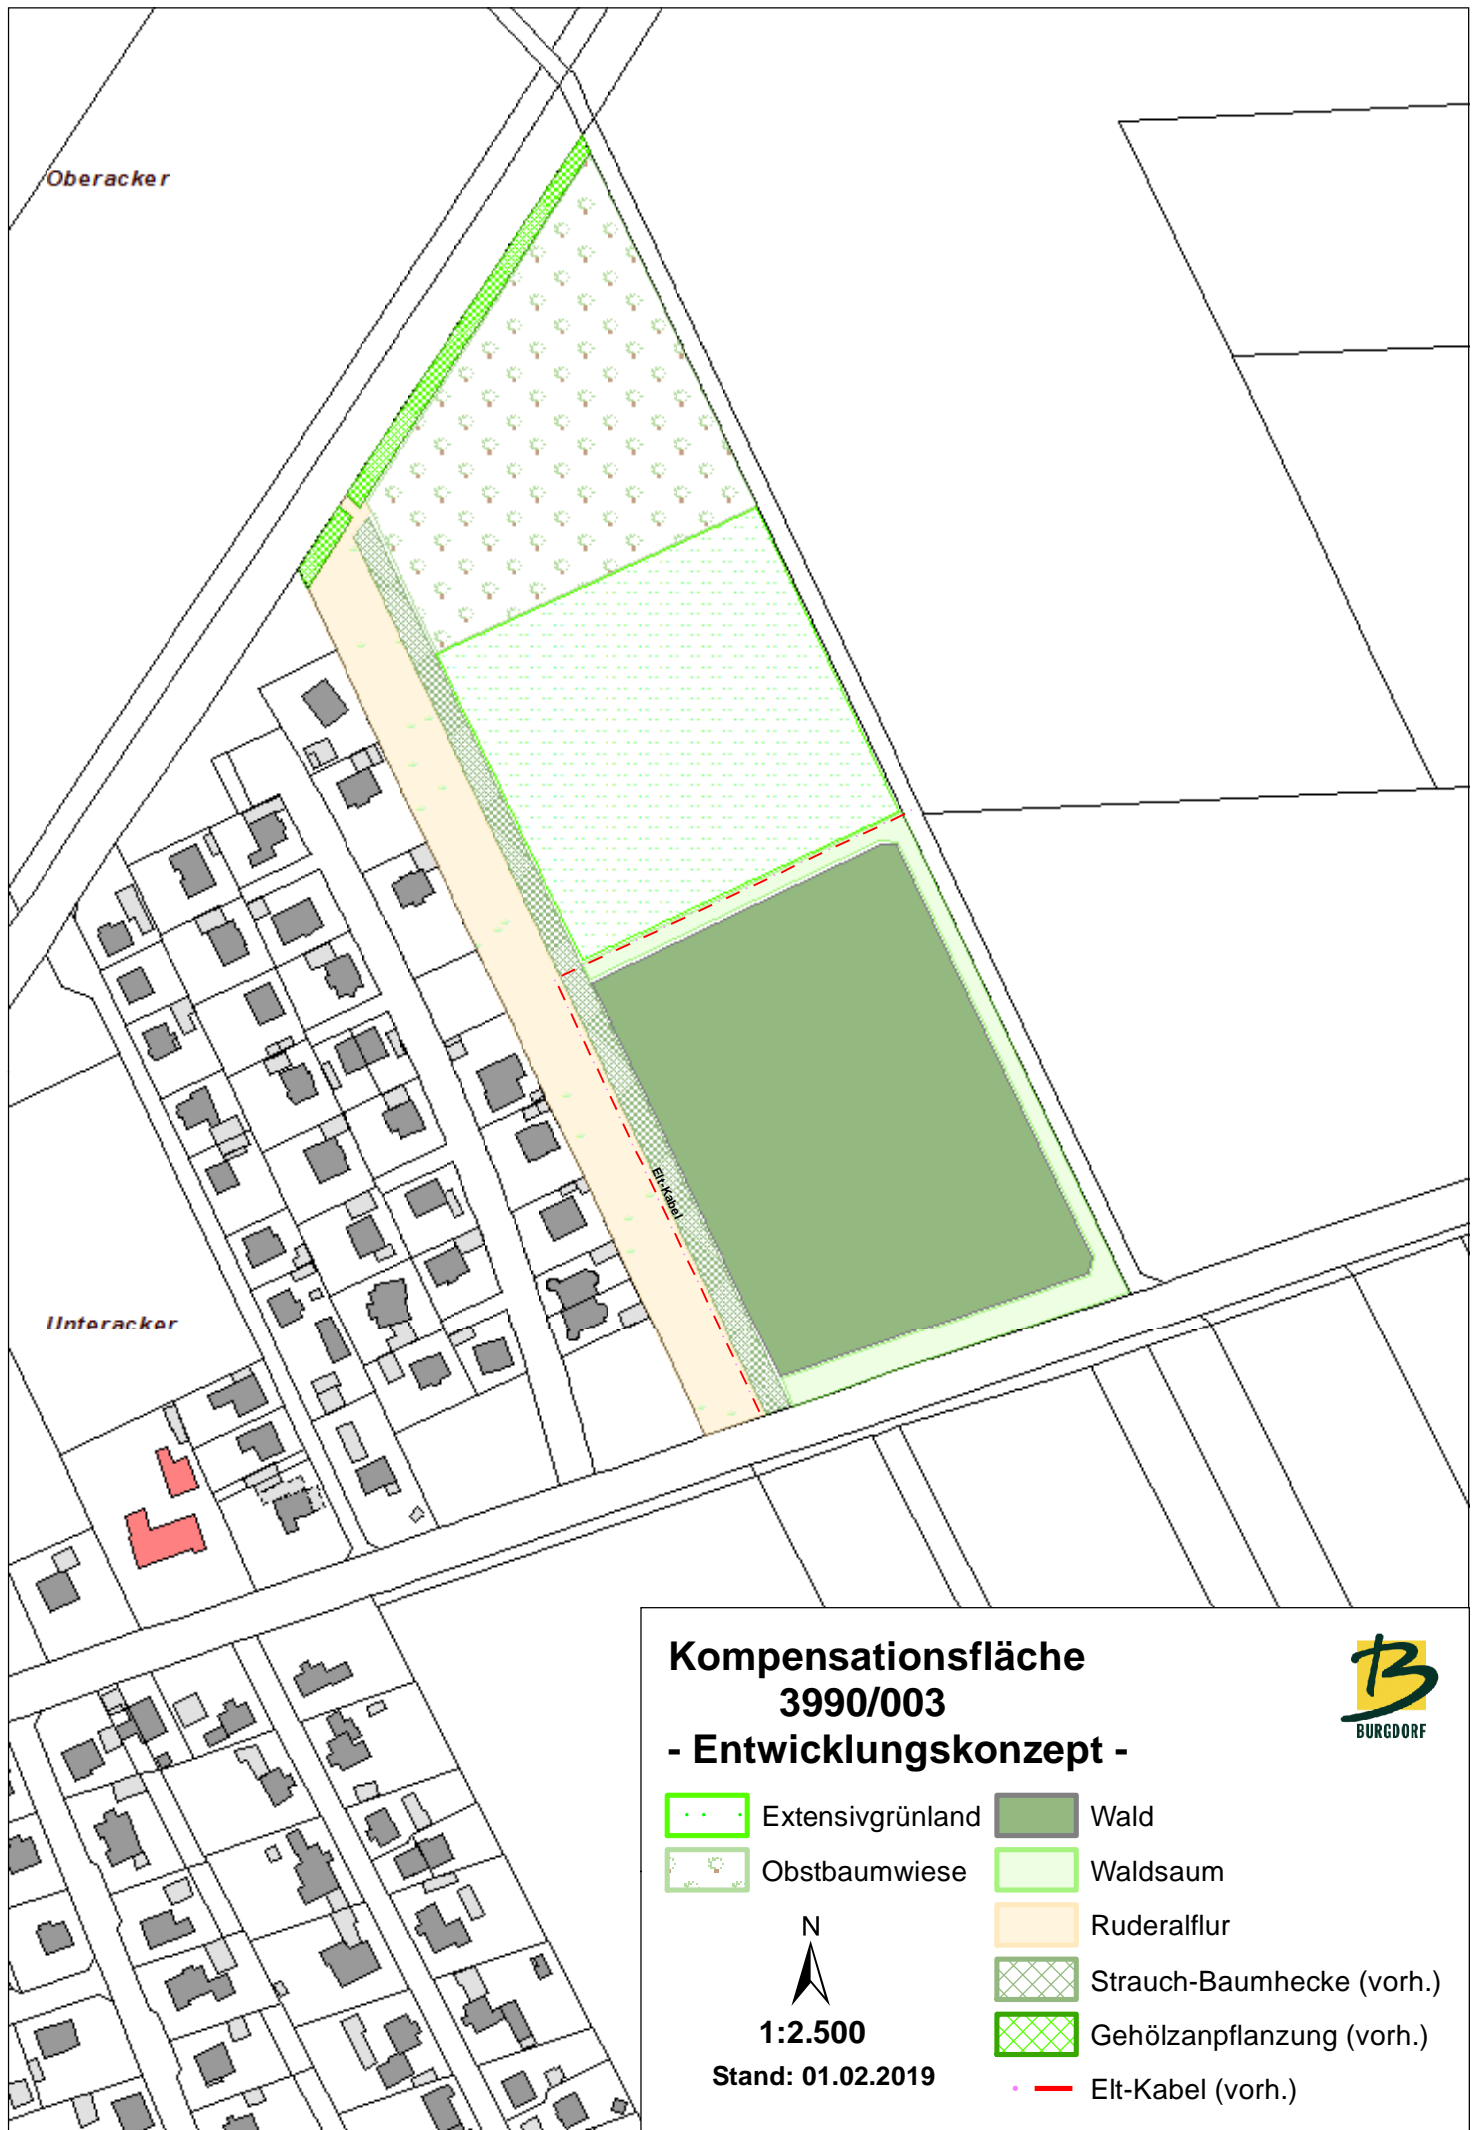 Oberacker
Elt-Kabel
Unteracker
Kompensationsfläche
3990/003
- Entwicklungskonzept -
BURGDORF
Extensivgrünland
Wald
Obstbaumwiese
Waldsaum
Ruderalflur
N
Strauch-Baumhecke (vorh.)
1:2.500
Gehölzanpflanzung (vorh.)
Stand: 01.02.2019
Elt-Kabel (vorh.)